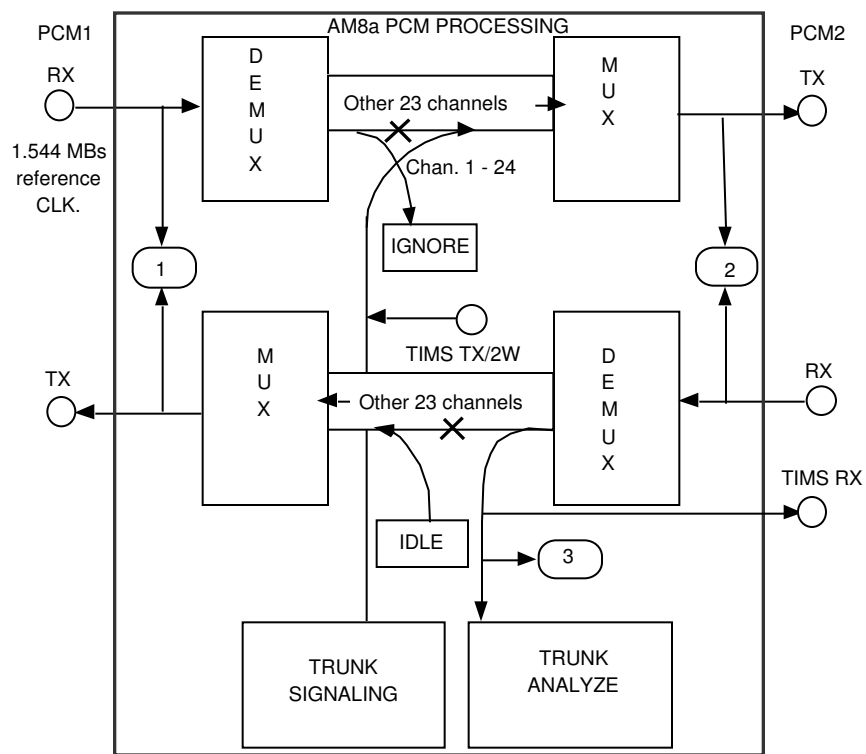 AM8a PCM PROCESSING
PCM1
PCM2
RX
TX
D
E
M
U
X
M
U
X
Other 23 channels
1.544 MBs
reference
CLK.
Chan. 1 - 24
IGNORE
1
2
TIMS TX/2W
M
U
X
D
E
M
U
X
TX
RX
Other 23 channels
TIMS RX
IDLE
3
TRUNK
SIGNALING
TRUNK
ANALYZE